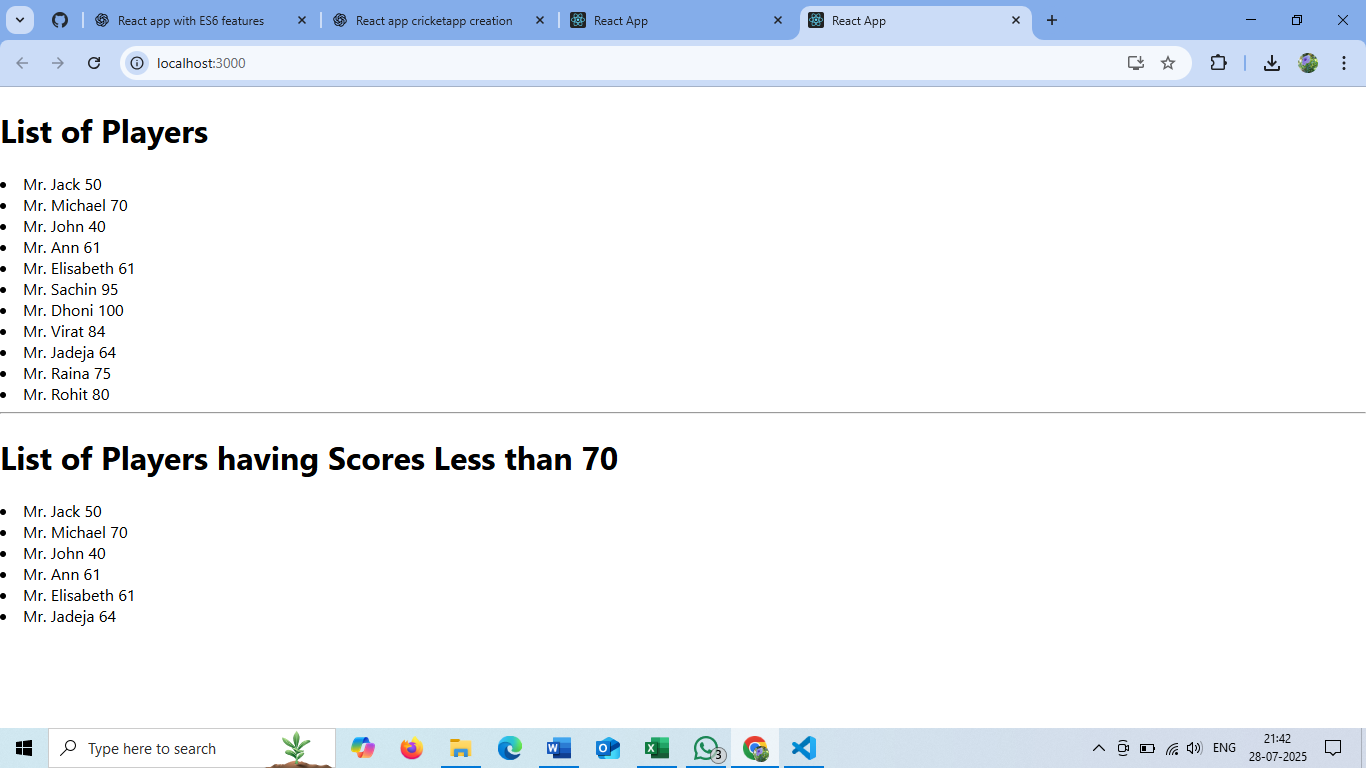 React app with ES6 features
React app cricketapp creation
React App
React App
localhost:3000
List of Players
Mr. Jack 50
Mr. Michael 70
Mr. John 40
Mr. Ann 61
Mr. Elisabeth 61
Mr. Sachin 95
Mr. Dhoni 100
Mr. Virat 84
Mr. Jadeja 64
Mr. Raina 75
Mr. Rohit 80
List of Players having Scores Less than 70
Mr. Jack 50
Mr. Michael 70
Mr. John 40
Mr. Ann 61
Mr. Elisabeth 61
Mr. Jadeja 64
Type here to search
3
ENG
21:42
28-07-2025